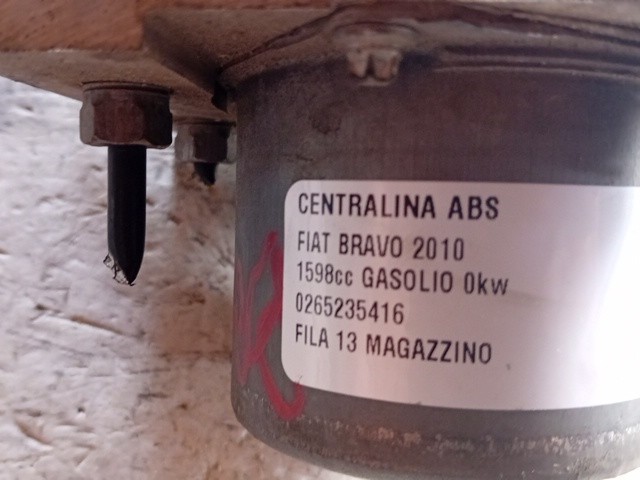 CENTRALINA ABS
FIAT BRAVO 2010
1598cc GASOLIO 0kw
0265235416
FILA 13 MAGAZZINO